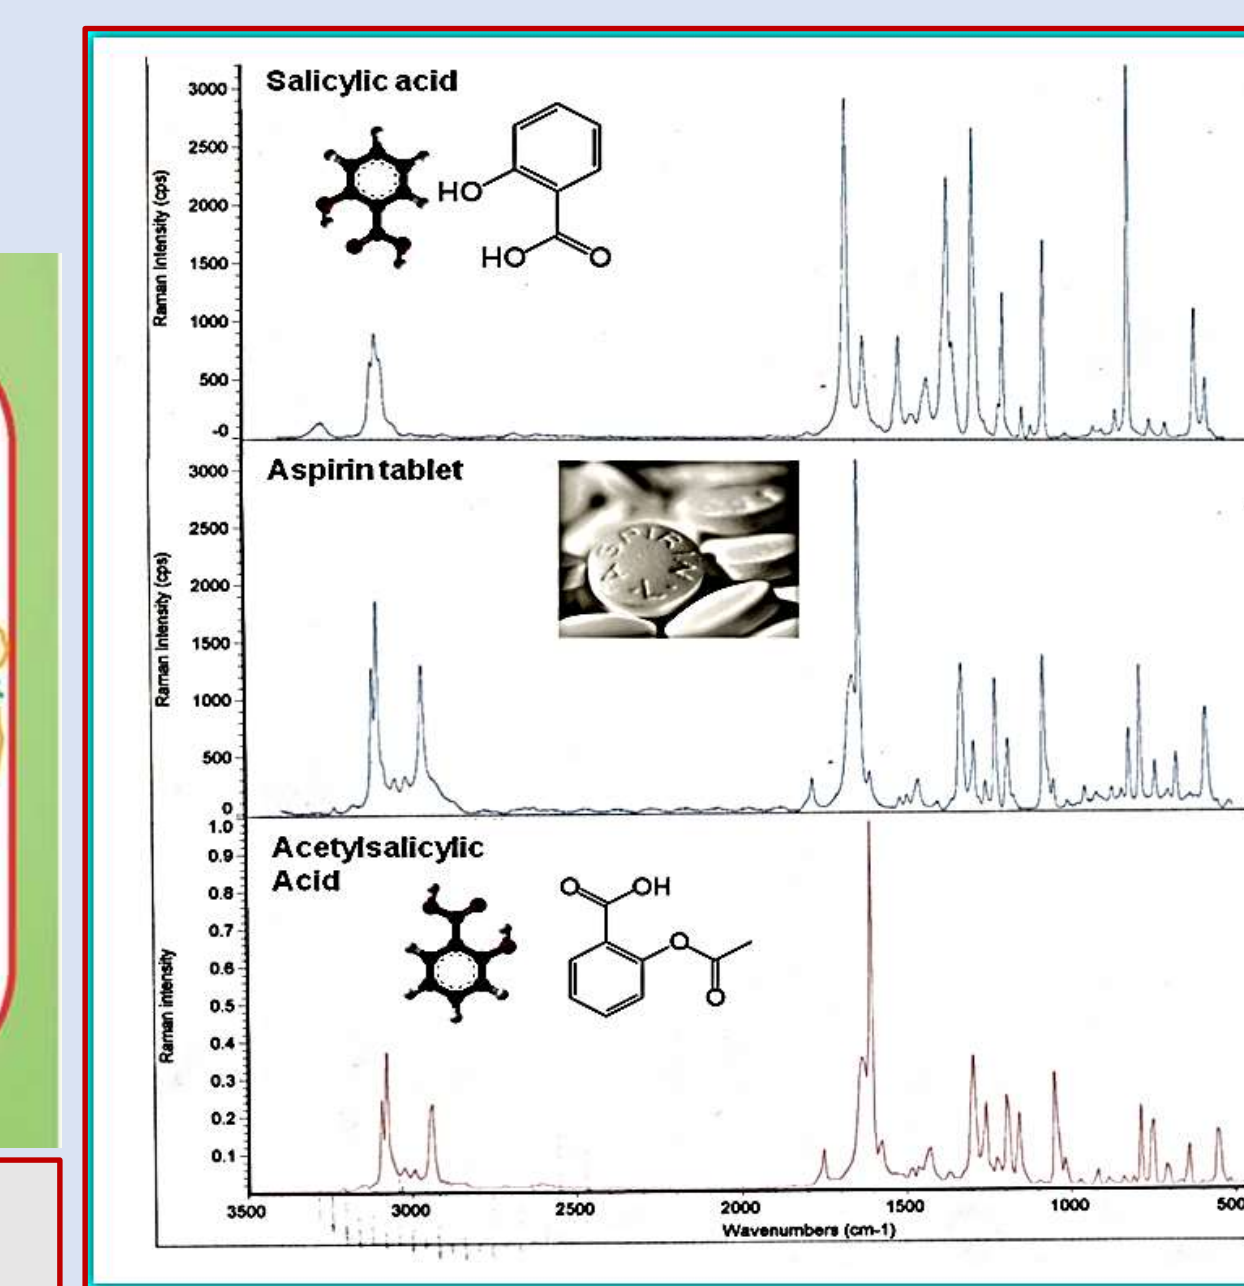 Salicylic acid
3000
2500
2000
1500
1000
500
-0
Raman Intensity (cps)
HO
HO
O
Aspirin tablet
3000
2500
2000
1500
1000
500
0
Raman Intensity (cps)
ASPIRIN
Acetylsalicylic
Acid
1.0
0.9
0.8
0.7
0.6
0.5
0.4
0.3
0.2
0.1
Raman intensity
O
OH
O
O
3500 3000 2500 2000 1500 1000 500
Wavenumbers (cm-1)